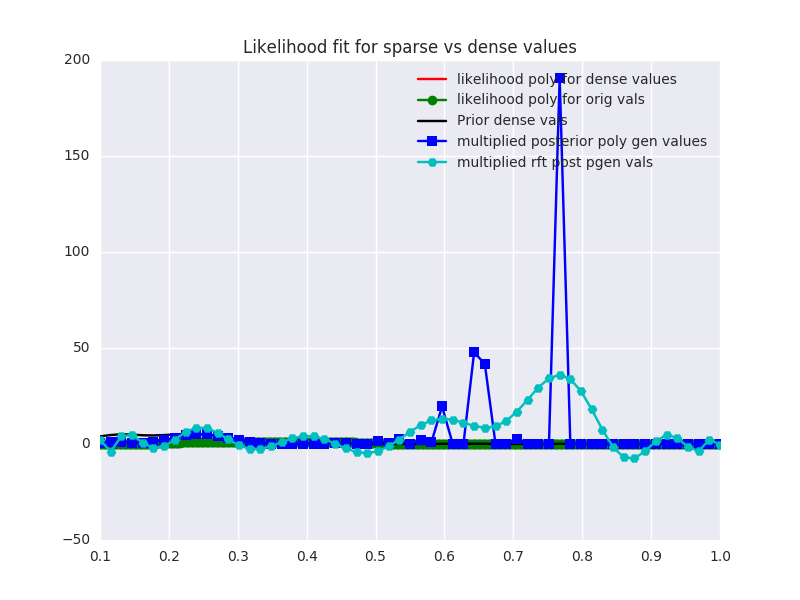 Likelihood fit for sparse vs dense values
200
150
100
50
0
−50
likelihood poly for dense values
likelihood poly for orig vals
Prior dense vals
multiplied posterior poly gen values
multiplied rft post pgen vals
0.1 0.2 0.3 0.4 0.5 0.6 0.7 0.8 0.9 1.0